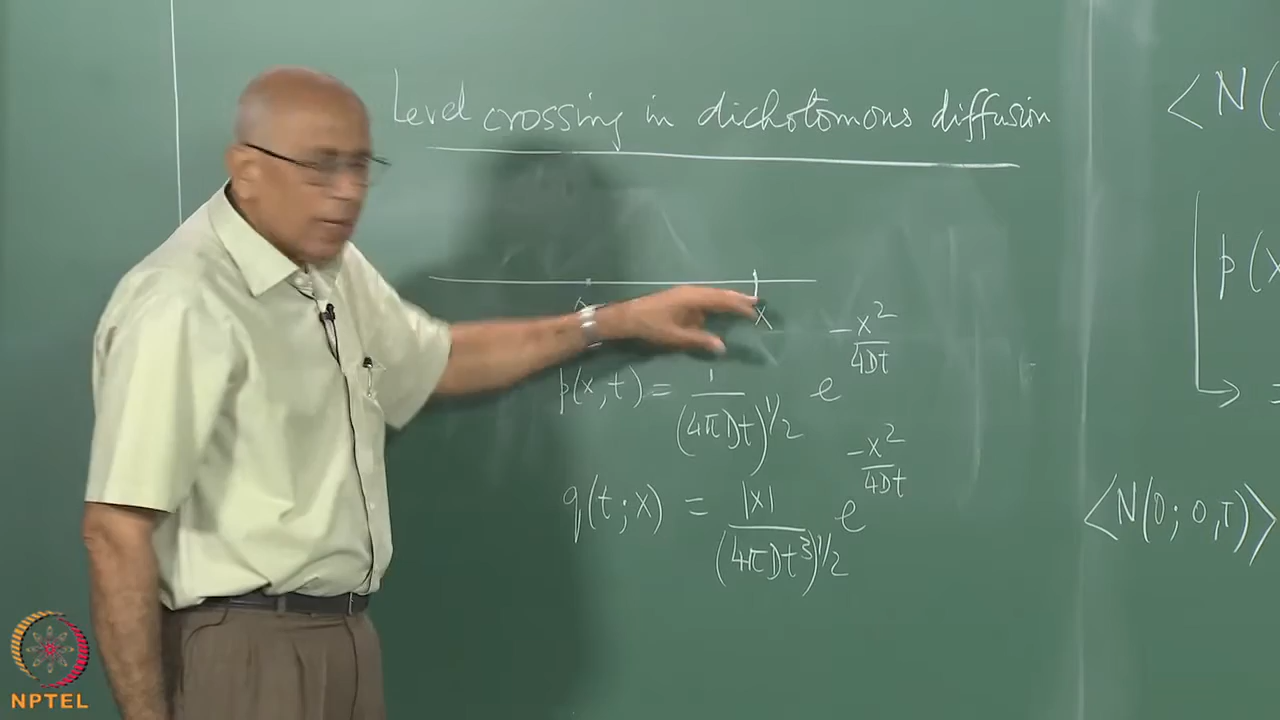 Level crossing in dichotomous diffusion
x
p(x,t) = 1/(4πDt)^1/2 e^-x²/4Dt
q(t;x) = |x|/(4πDt³)^1/2 e^-x²/4Dt
<N(
p(x
=
<N(0;0,T)>
NPTEL